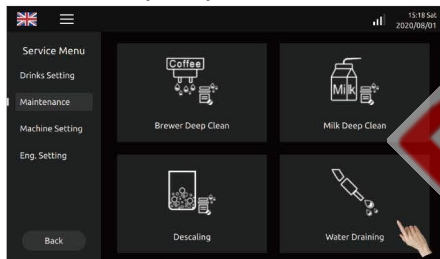 15:18 Sat
2020/08/01
Service Menu
Drinks Setting
Maintenance
Machine Setting
Eng. Setting
Back
Coffee
Brewer Deep Clean
Milk
Milk Deep Clean
Descaling
Water Draining